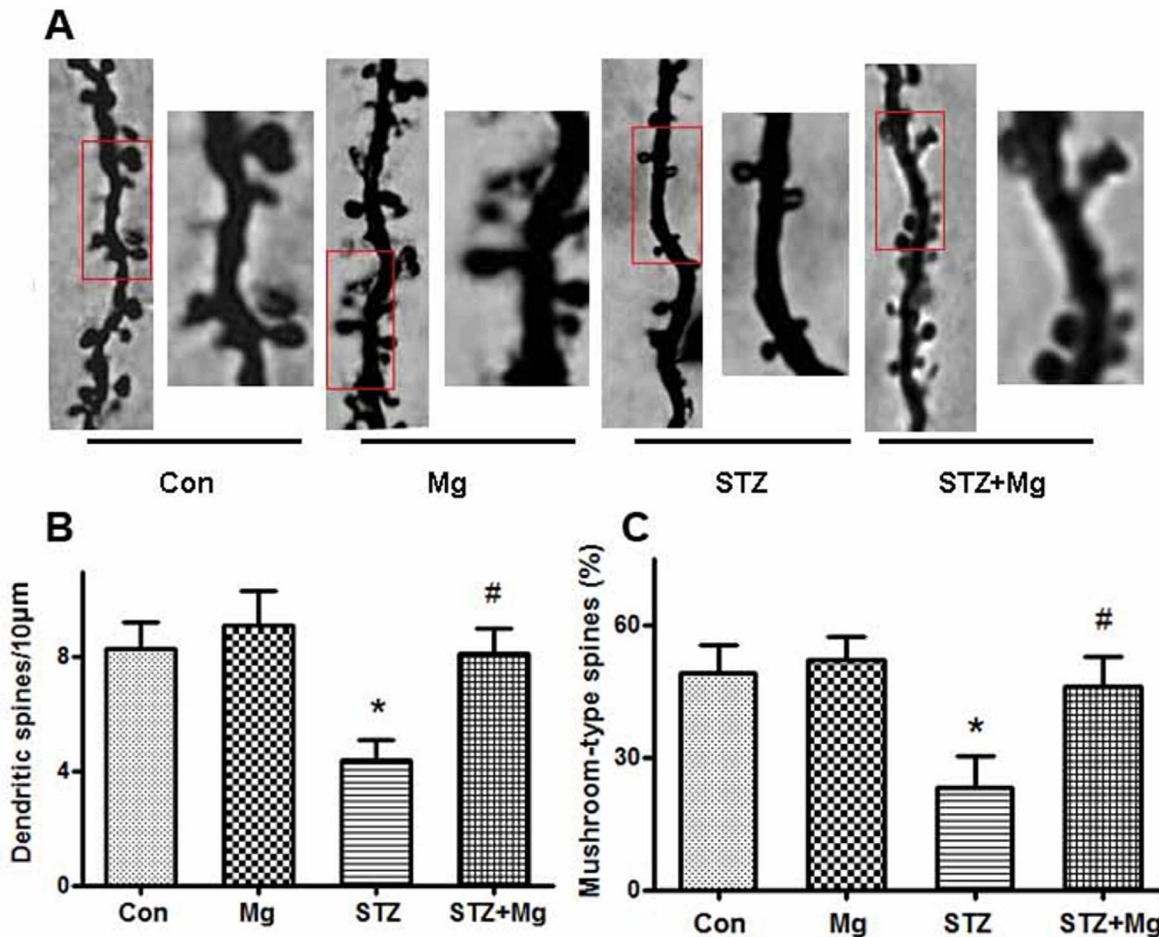 A
Con Mg STZ STZ+Mg
B
Dendritic spines/10µm
8
4
0
*
#
Con Mg STZ STZ+Mg
C
Mushroom-type spines (%)
60
30
0
*
#
Con Mg STZ STZ+Mg